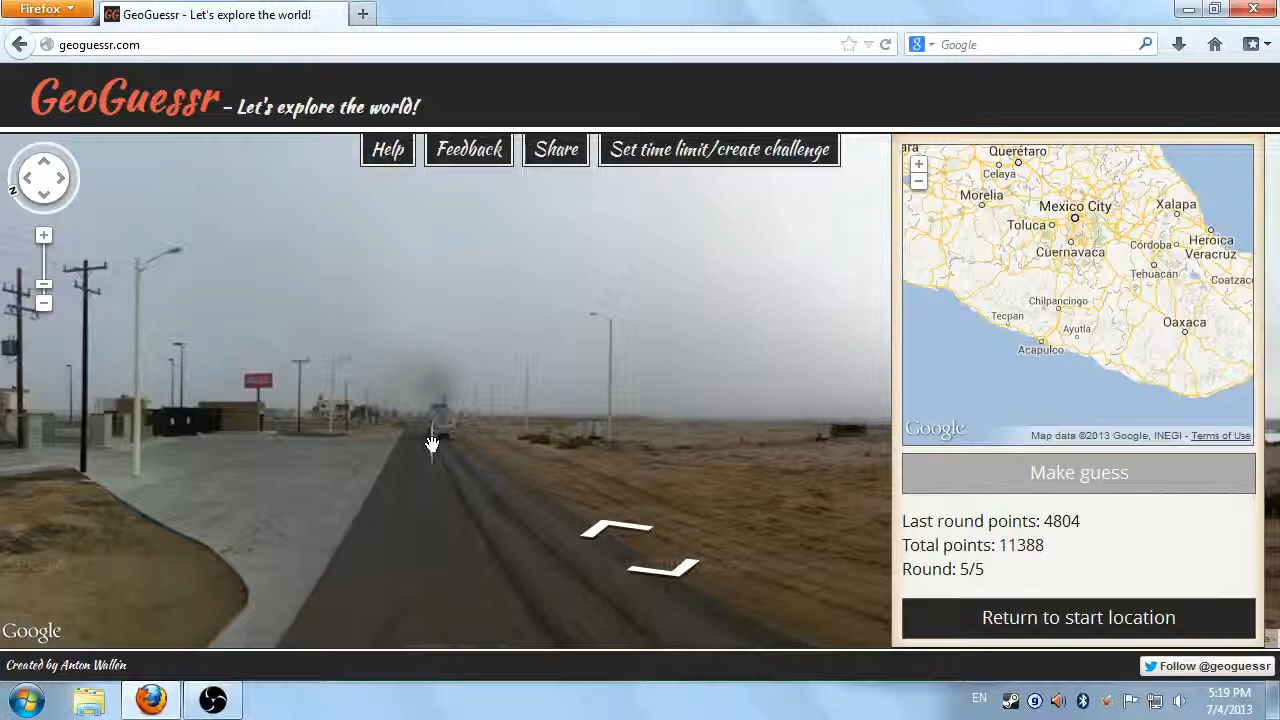 Firefox
GeoGuessr - Let's explore the world!
geoguessr.com
Google
GeoGuessr - Let's explore the world!
Help
Feedback
Share
Set time limit/create challenge
N
ara
Querétaro
Celaya
Morelia
Mexico City
Xalapa
Toluca
Heroica
Veracruz
Córdoba
Cuernavaca
Tehuacán
Coatzac
Chilpancingo
Tecpan
Ayutla
Oaxaca
Acapulco
Google
Map data ©2013 Google, INEGI - Terms of Use
Make guess
Last round points: 4804
Total points: 11388
Round: 5/5
Return to start location
Google
Created by Anton Wallén
Follow @geoguessr
EN
5:19 PM
7/4/2013